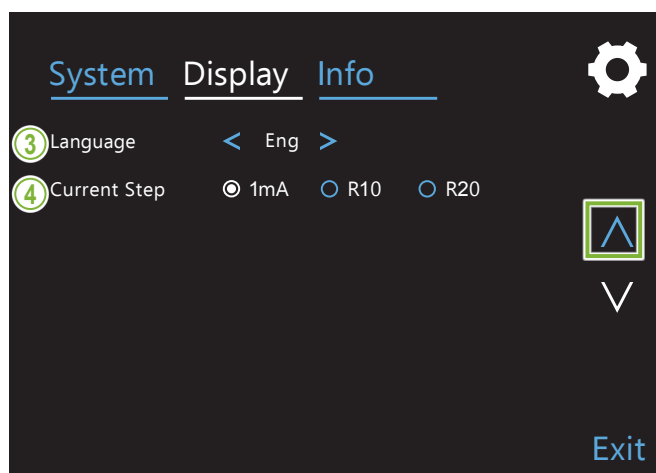 System Display Info
3 Language < Eng >
4 Current Step 1mA R10 R20
Exit